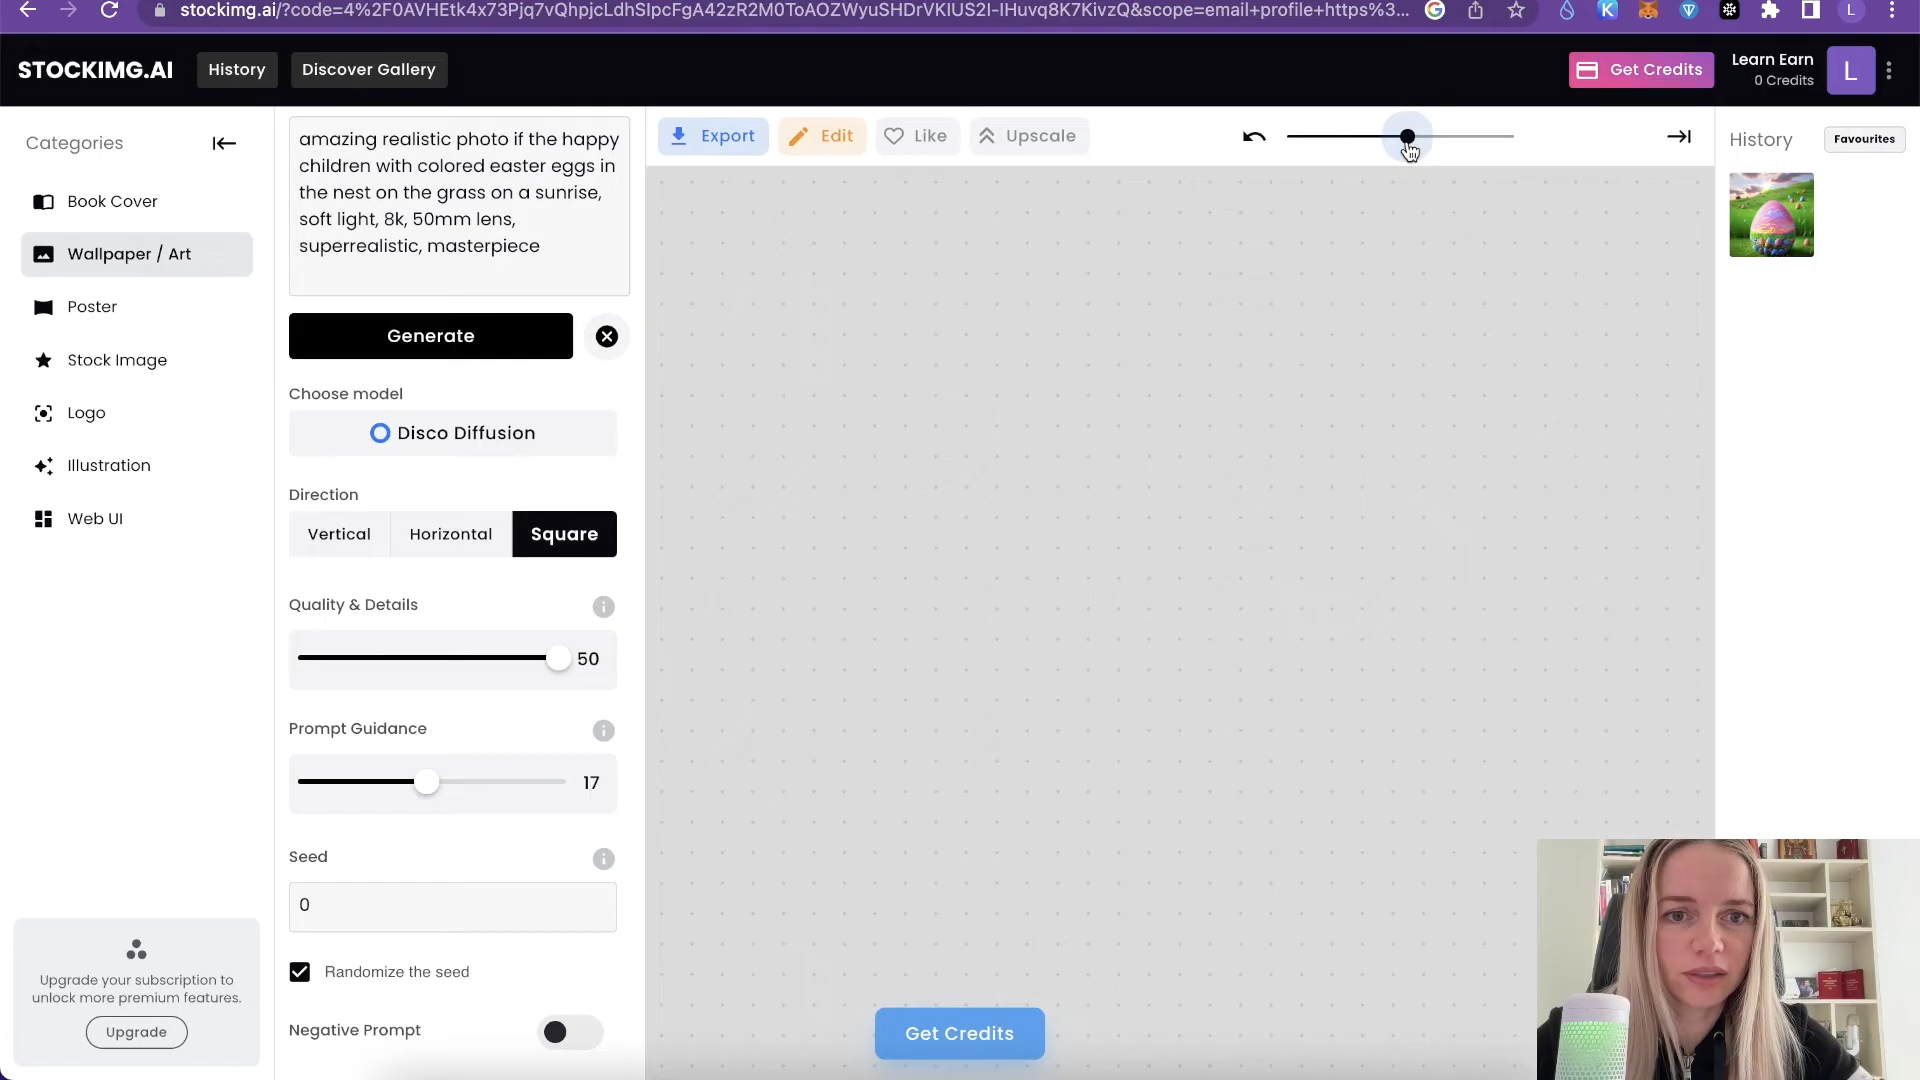 stockimg.ai/?code=4%2F0AVHEtk4x73Pjq7vQhpjcLdhSIpcFgA42zR2M0ToAOZWyuSHDrVKIUS2I-IHuvq8K7KivzQ&scope=email+profile+https%3...
STOCKIMG.AI
History
Discover Gallery
Get Credits
Learn Earn
0 Credits
L
Categories
Book Cover
Wallpaper / Art
Poster
Stock Image
Logo
Illustration
Web UI
Upgrade your subscription to
unlock more premium features.
Upgrade
amazing realistic photo if the happy
children with colored easter eggs in
the nest on the grass on a sunrise,
soft light, 8k, 50mm lens,
superrealistic, masterpiece
Generate
Choose model
Disco Diffusion
Direction
Vertical
Horizontal
Square
Quality & Details
50
Prompt Guidance
17
Seed
0
Randomize the seed
Negative Prompt
Export
Edit
Like
Upscale
Get Credits
History
Favourites